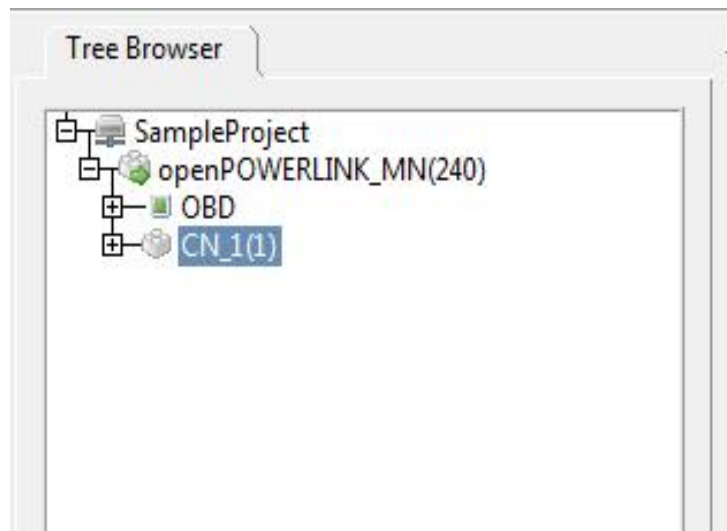 Tree Browser
SampleProject
openPOWERLINK_MN(240)
OBD
CN_1(1)